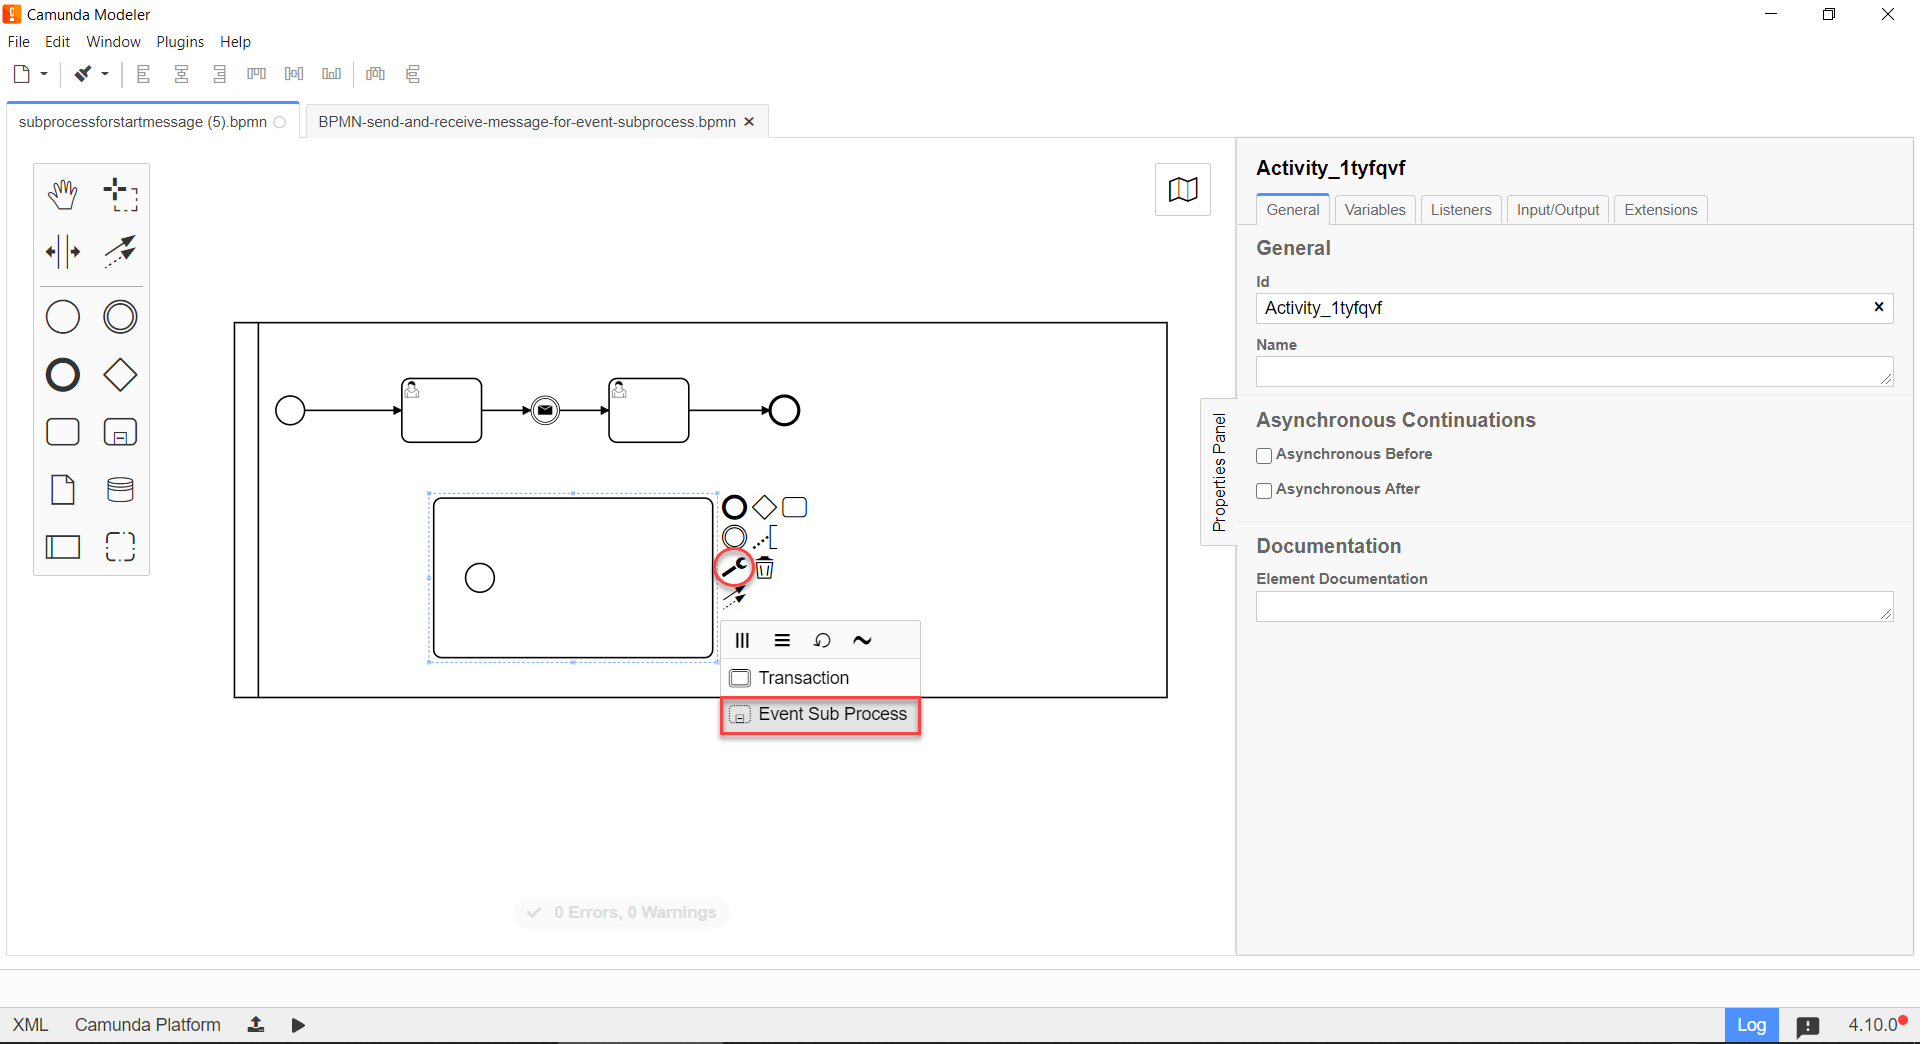 Camunda Modeler
File Edit Window Plugins Help
subprocessforstartmessage (5).bpmn
BPMN-send-and-receive-message-for-event-subprocess.bpmn
Activity_1tyfqvf
General Variables Listeners Input/Output Extensions
General
Id
Activity_1tyfqvf
Name
Asynchronous Continuations
Asynchronous Before
Asynchronous After
Properties Panel
Documentation
Element Documentation
Transaction
Event Sub Process
0 Errors, 0 Warnings
XML Camunda Platform Log 4.10.0